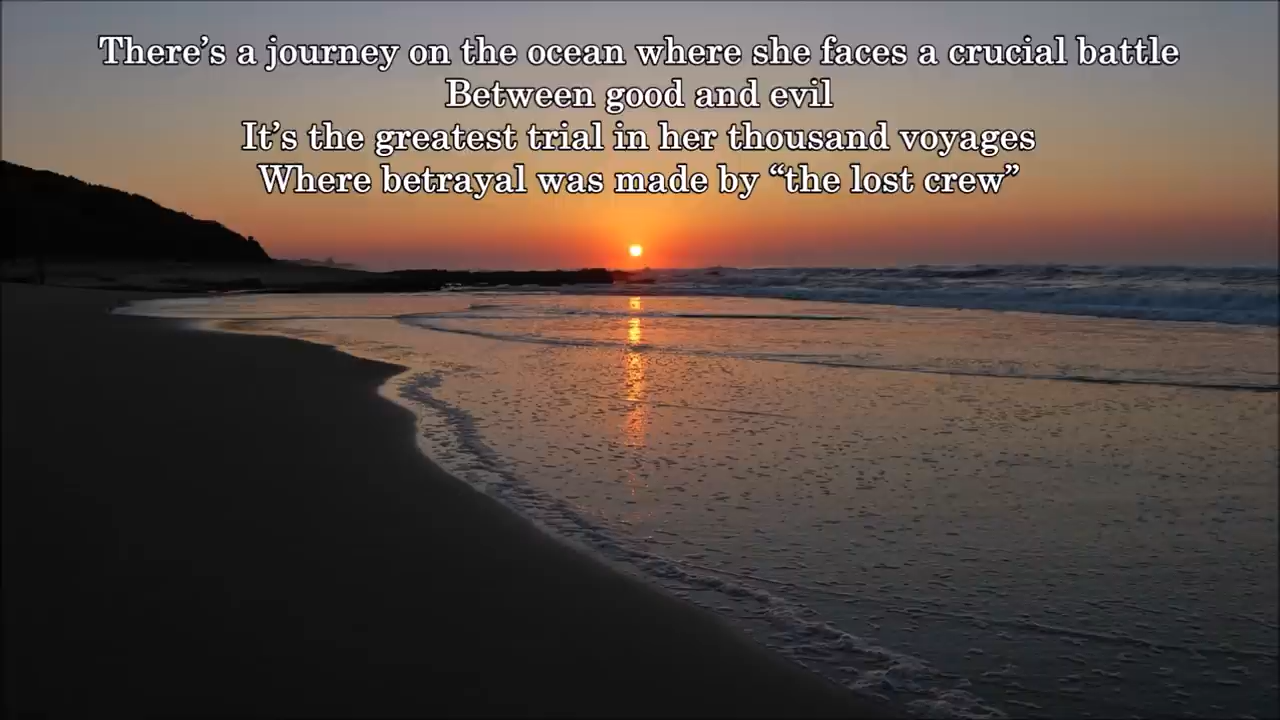 There’s a journey on the ocean where she faces a crucial battle
Between good and evil
It’s the greatest trial in her thousand voyages
Where betrayal was made by “the lost crew”